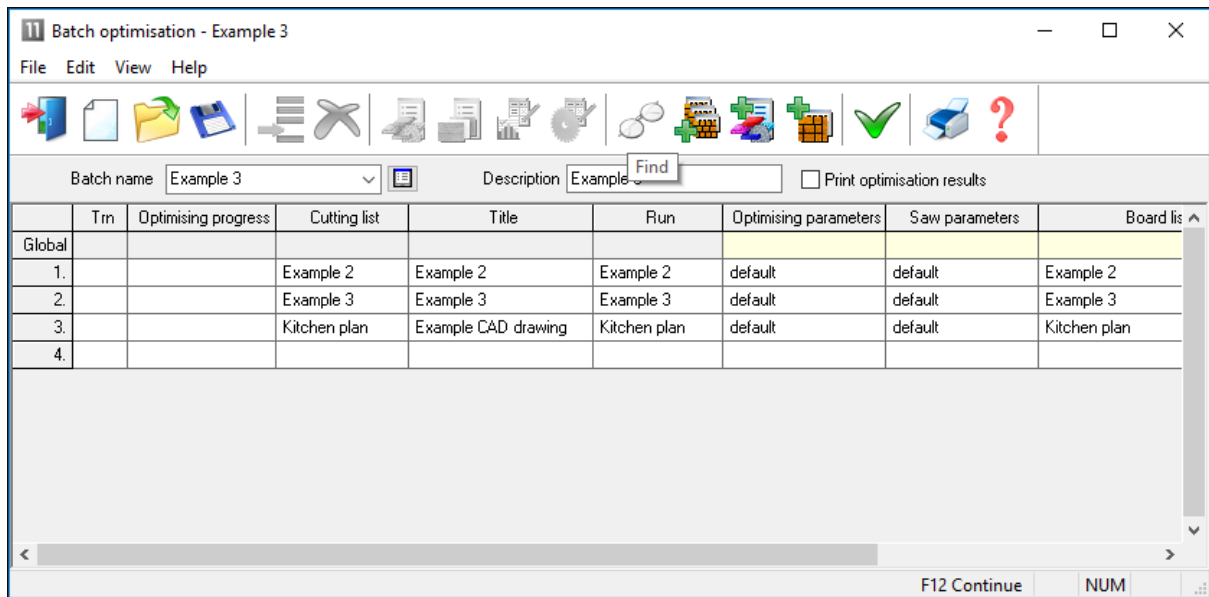 11 Batch optimisation - Example 3
File Edit View Help
?
Batch name Example 3 Description Example Print optimisation results
Find
Trn Optimising progress Cutting list Title Run Optimising parameters Saw parameters Board lis
Global
1. Example 2 Example 2 Example 2 default default Example 2
2. Example 3 Example 3 Example 3 default default Example 3
3. Kitchen plan Example CAD drawing Kitchen plan default default Kitchen plan
4.
F12 Continue NUM